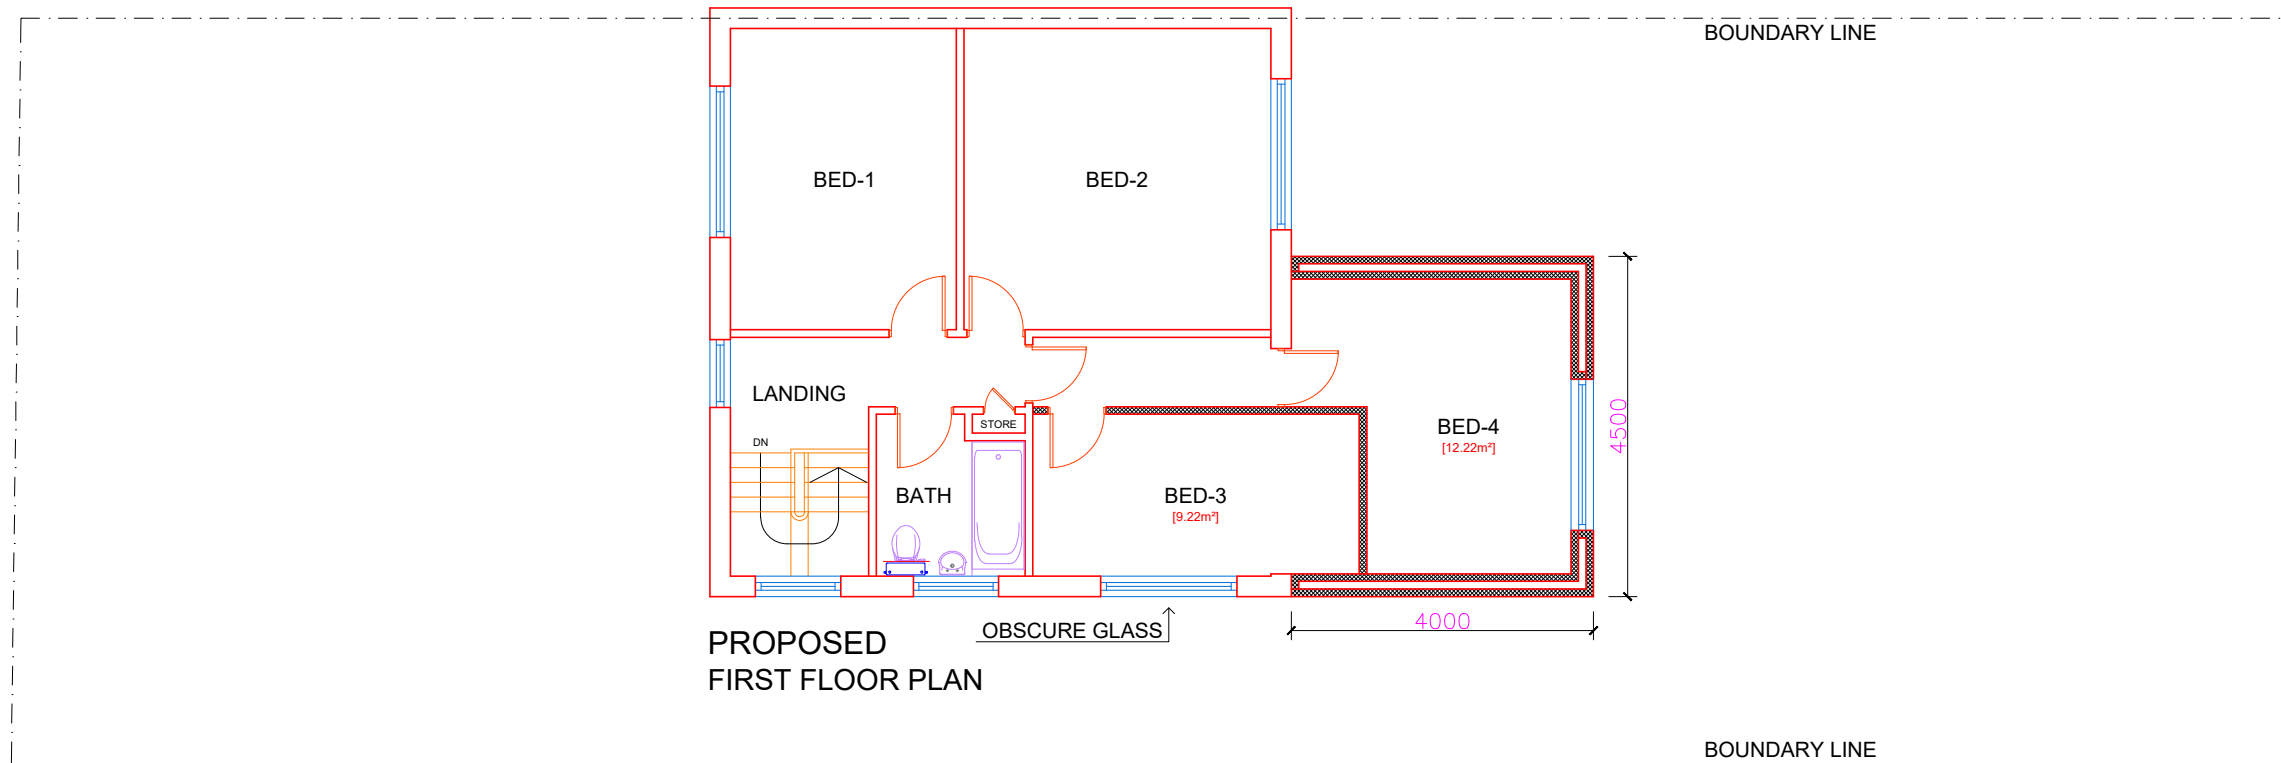 BOUNDARY LINE
BED-1
BED-2
LANDING
DN
STORE
BATH
BED-3
[9.22m²]
BED-4
[12.22m²]
4500
4000
OBSCURE GLASS
PROPOSED
FIRST FLOOR PLAN
BOUNDARY LINE